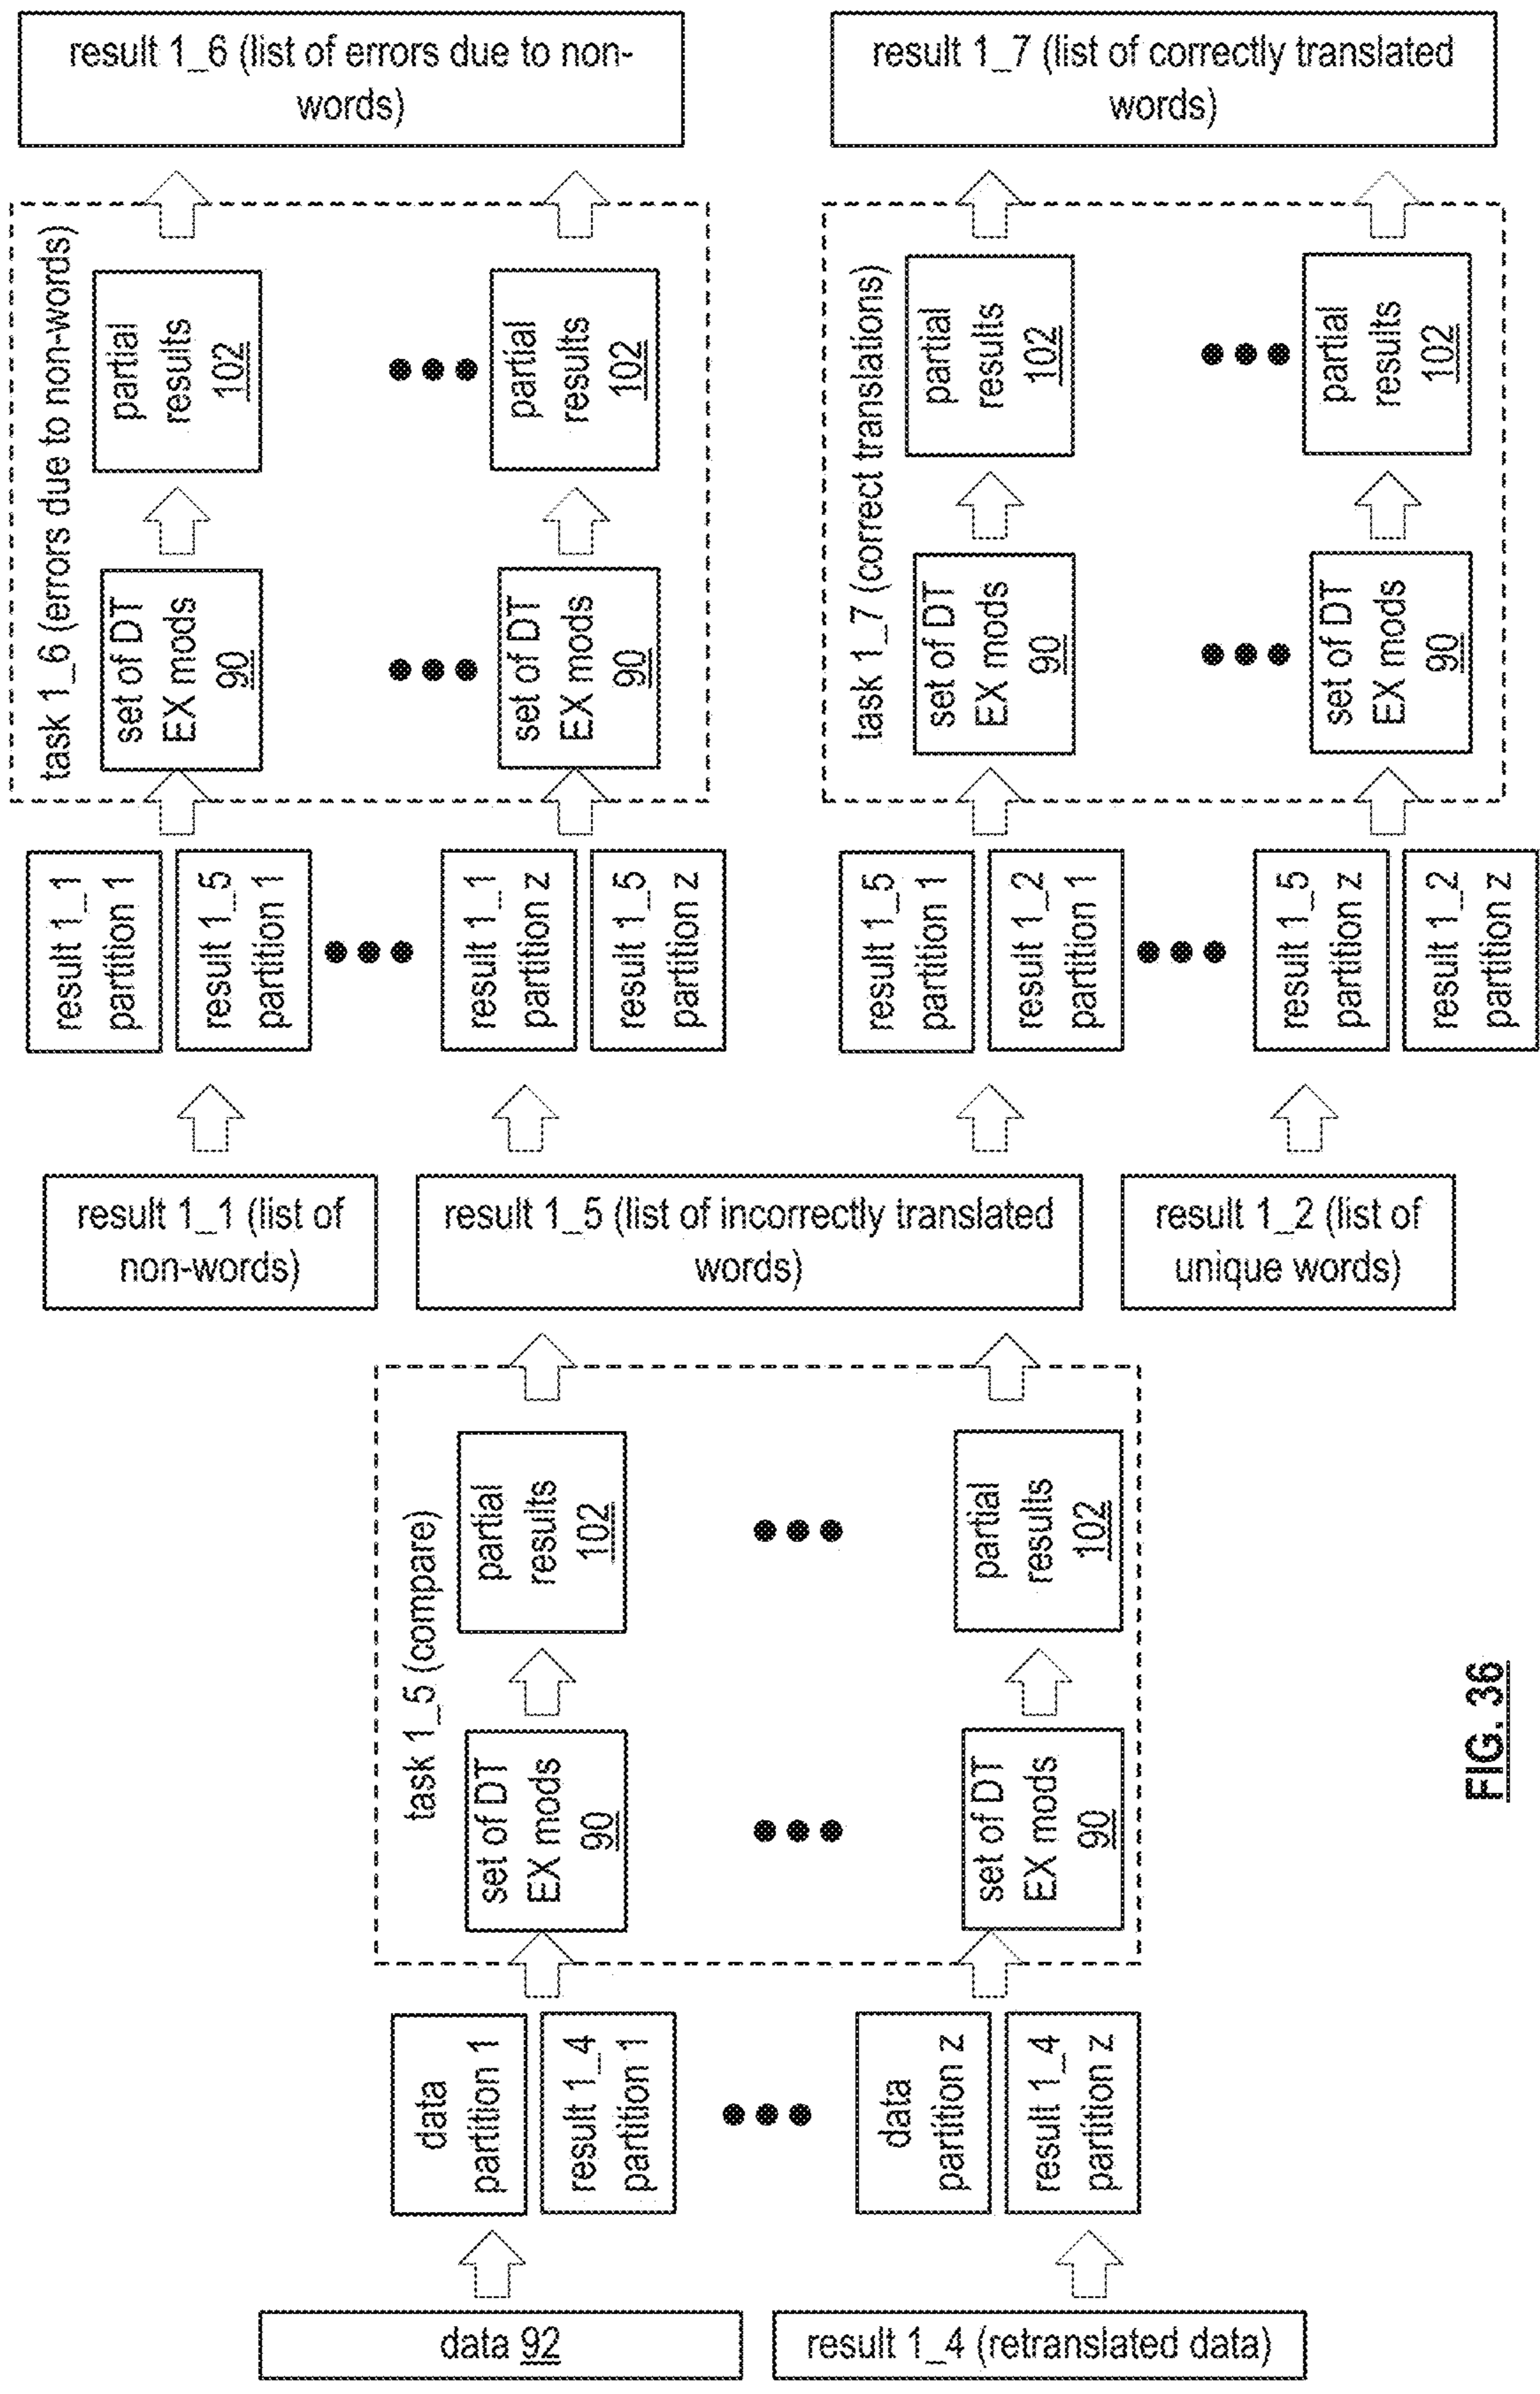 result 1_6 (list of errors due to non-
words)
result 1_7 (list of correctly translated
words)
task 1_6 (errors due to non-words)
set of DT
EX mods
90
partial
results
102
set of DT
EX mods
90
partial
results
102
task 1_7 (correct translations)
set of DT
EX mods
90
partial
results
102
set of DT
EX mods
90
partial
results
102
result 1_1
partition 1
result 1_5
partition 1
result 1_1
partition z
result 1_5
partition z
result 1_5
partition 1
result 1_2
partition 1
result 1_5
partition z
result 1_2
partition z
result 1_1 (list of
non-words)
result 1_5 (list of incorrectly translated
words)
result 1_2 (list of
unique words)
task 1_5 (compare)
set of DT
EX mods
90
partial
results
102
set of DT
EX mods
90
partial
results
102
data
partition 1
result 1_4
partition 1
data
partition z
result 1_4
partition z
data 92
result 1_4 (retranslated data)
FIG. 36